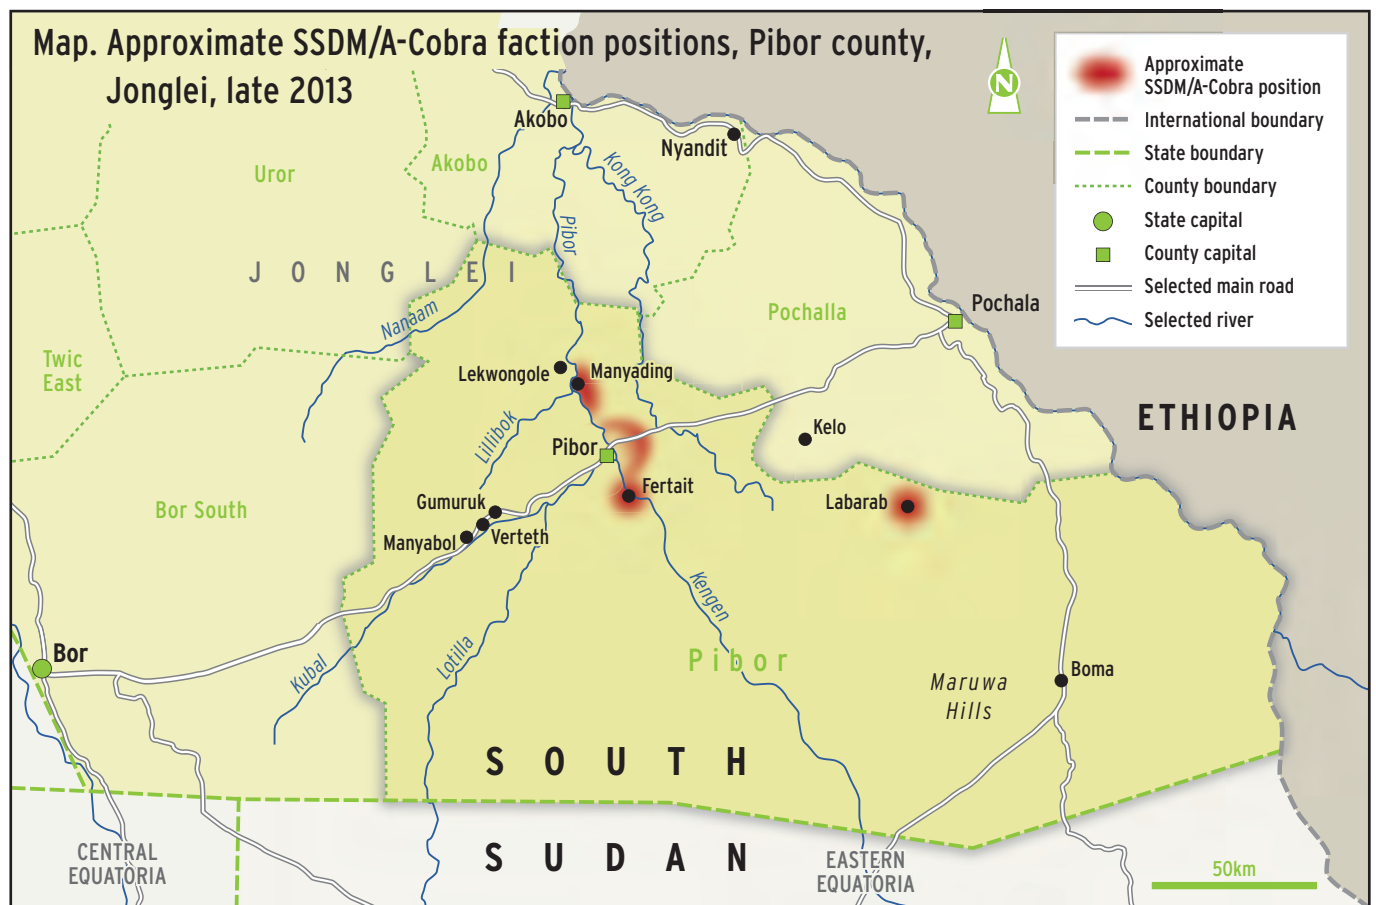 Map. Approximate SSDM/A-Cobra faction positions, Pibor county,
Jonglei, late 2013
N
Approximate
SSDM/A-Cobra position
International boundary
State boundary
County boundary
State capital
County capital
Selected main road
Selected river
Akobo
Nyandit
Uror
Akobo
Kong Kong
Pibor
JONGLEI
Nanaam
Pochalla
Pochala
Twic
East
Lekwongole
Manyading
ETHIOPIA
Lillibok
Kelo
Pibor
Fertait
Labarab
Gumuruk
Bor South
Manyabol
Verteth
Kengen
Bor
Kubal
Lotilla
Pibor
Boma
Maruwa
Hills
SOUTH
SUDAN
CENTRAL
EQUATORIA
EASTERN
EQUATORIA
50km